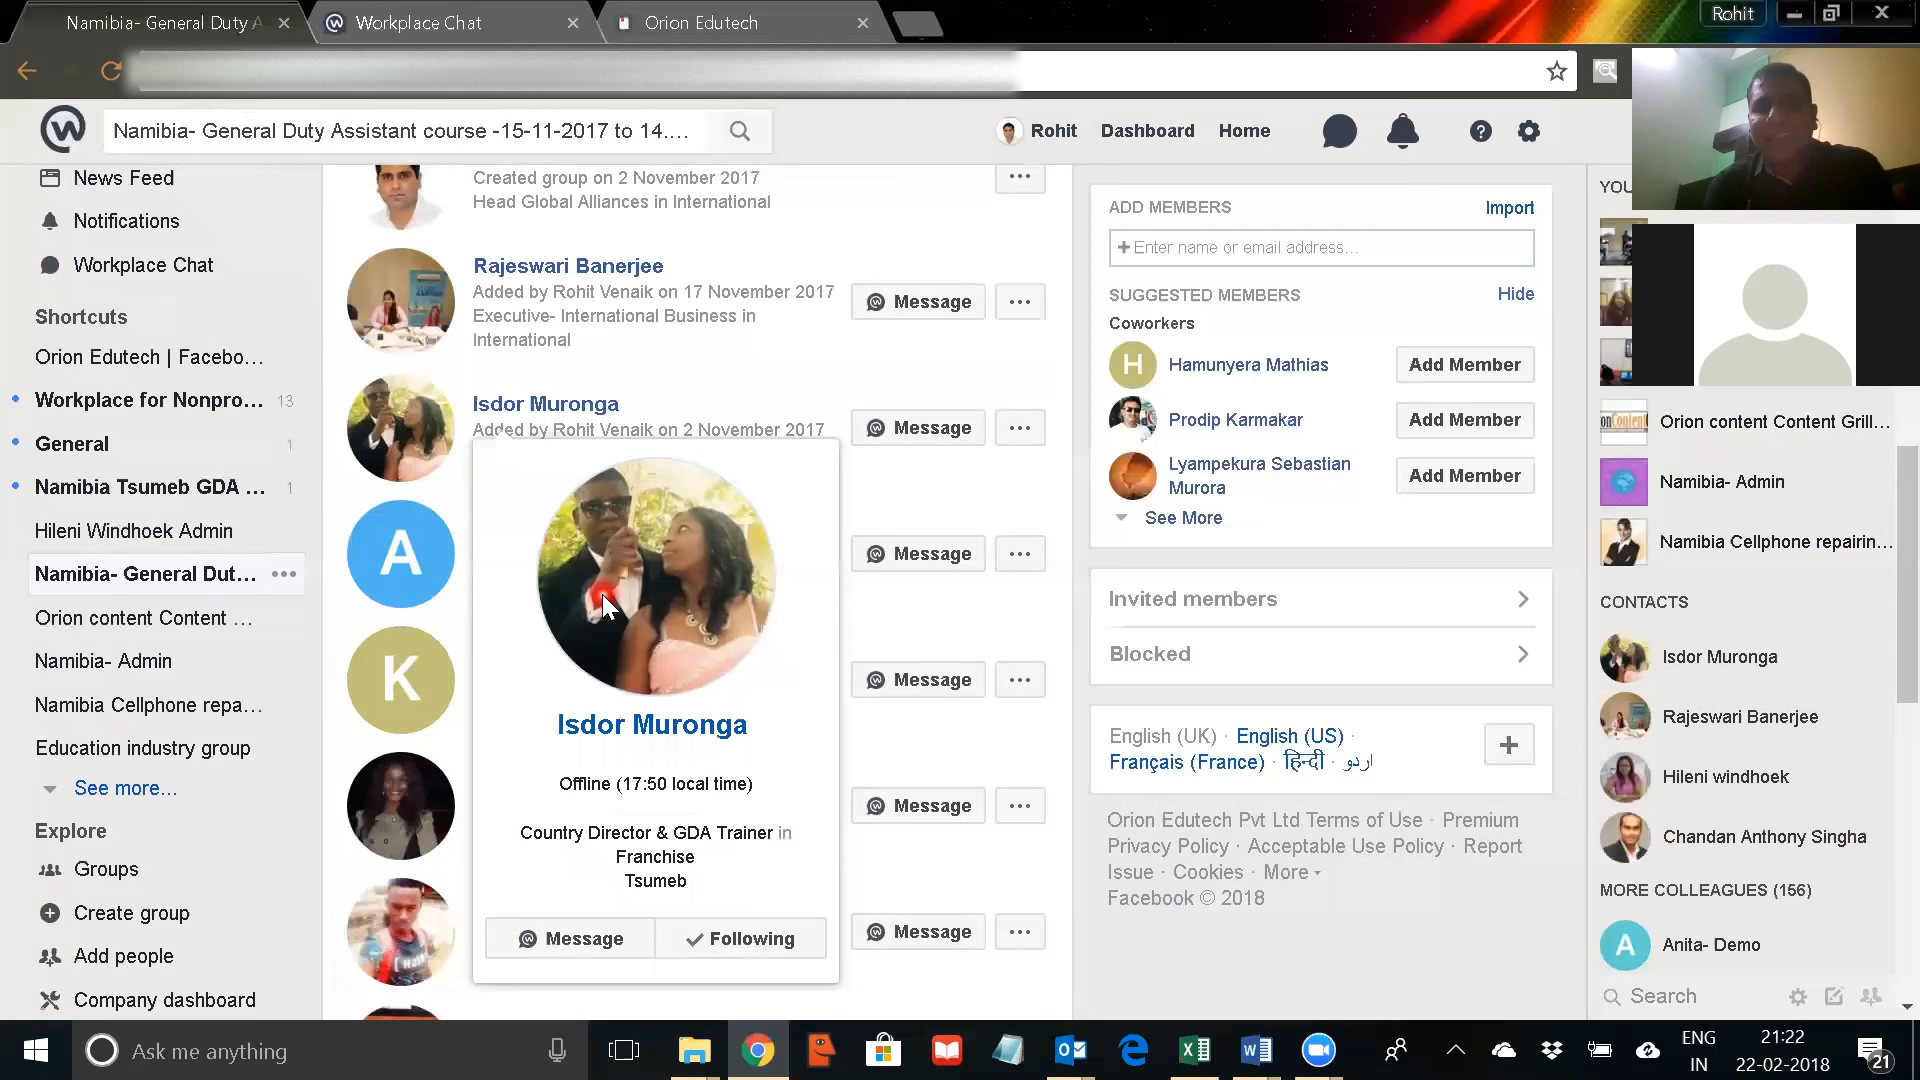 Namibia- General Duty A
Workplace Chat
Orion Edutech
Rohit
Namibia- General Duty Assistant course -15-11-2017 to 14....
Rohit
Dashboard
Home
News Feed
Notifications
Workplace Chat
Shortcuts
Orion Edutech | Facebo...
Workplace for Nonpro... 13
General 1
Namibia Tsumeb GDA ... 1
Hileni Windhoek Admin
Namibia- General Dut...
Orion content Content ...
Namibia- Admin
Namibia Cellphone repa...
Education industry group
See more...
Explore
Groups
Create group
Add people
Company dashboard
Created group on 2 November 2017
Head Global Alliances in International
Rajeswari Banerjee
Added by Rohit Venaik on 17 November 2017
Executive- International Business in
International
Message
Isdor Muronga
Added by Rohit Venaik on 2 November 2017
Message
A
Message
K
Message
Message
Message
Isdor Muronga
Offline (17:50 local time)
Country Director & GDA Trainer in
Franchise
Tsumeb
Message
Following
ADD MEMBERS
Import
+ Enter name or email address...
SUGGESTED MEMBERS
Hide
Coworkers
H
Hamunyera Mathias
Add Member
Prodip Karmakar
Add Member
Lyampekura Sebastian
Murora
Add Member
See More
Invited members
Blocked
English (UK) · English (US) ·
Français (France) · हिन्दी · اردو
Orion Edutech Pvt Ltd Terms of Use · Premium
Privacy Policy · Acceptable Use Policy · Report
Issue · Cookies · More
Facebook © 2018
YOU
Orion content Content Grill...
Namibia- Admin
Namibia Cellphone repairin...
CONTACTS
Isdor Muronga
Rajeswari Banerjee
Hileni windhoek
Chandan Anthony Singha
MORE COLLEAGUES (156)
A
Anita- Demo
Search
Ask me anything
ENG
IN
21:22
22-02-2018
21